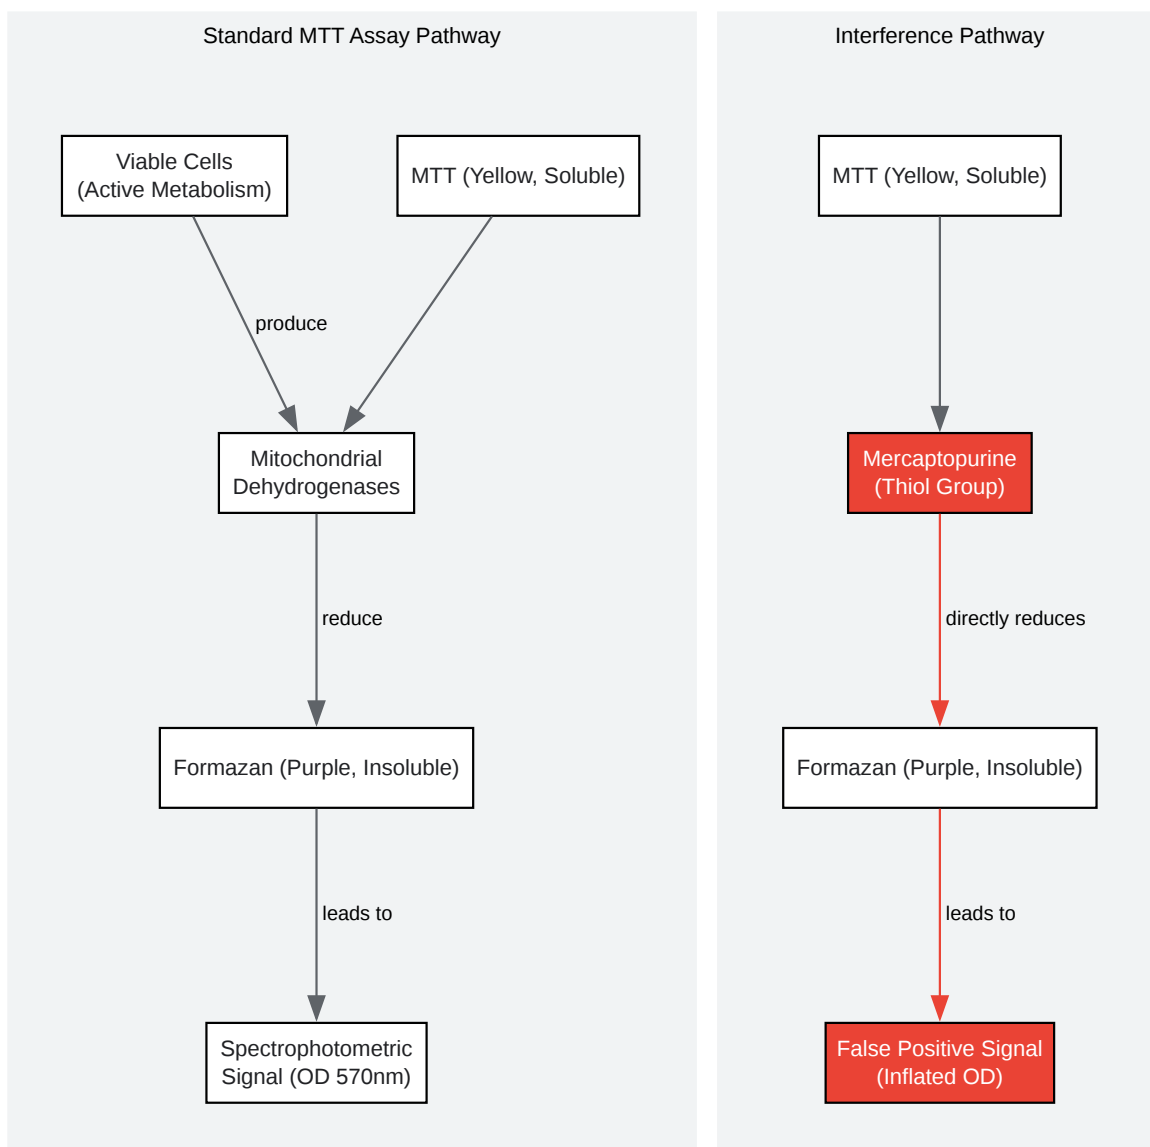 Standard MTT Assay Pathway
Viable Cells
(Active Metabolism)
MTT (Yellow, Soluble)
produce
Mitochondrial
Dehydrogenases
reduce
Formazan (Purple, Insoluble)
leads to
Spectrophotometric
Signal (OD 570nm)
Interference Pathway
MTT (Yellow, Soluble)
Mercaptopurine
(Thiol Group)
directly reduces
Formazan (Purple, Insoluble)
leads to
False Positive Signal
(Inflated OD)